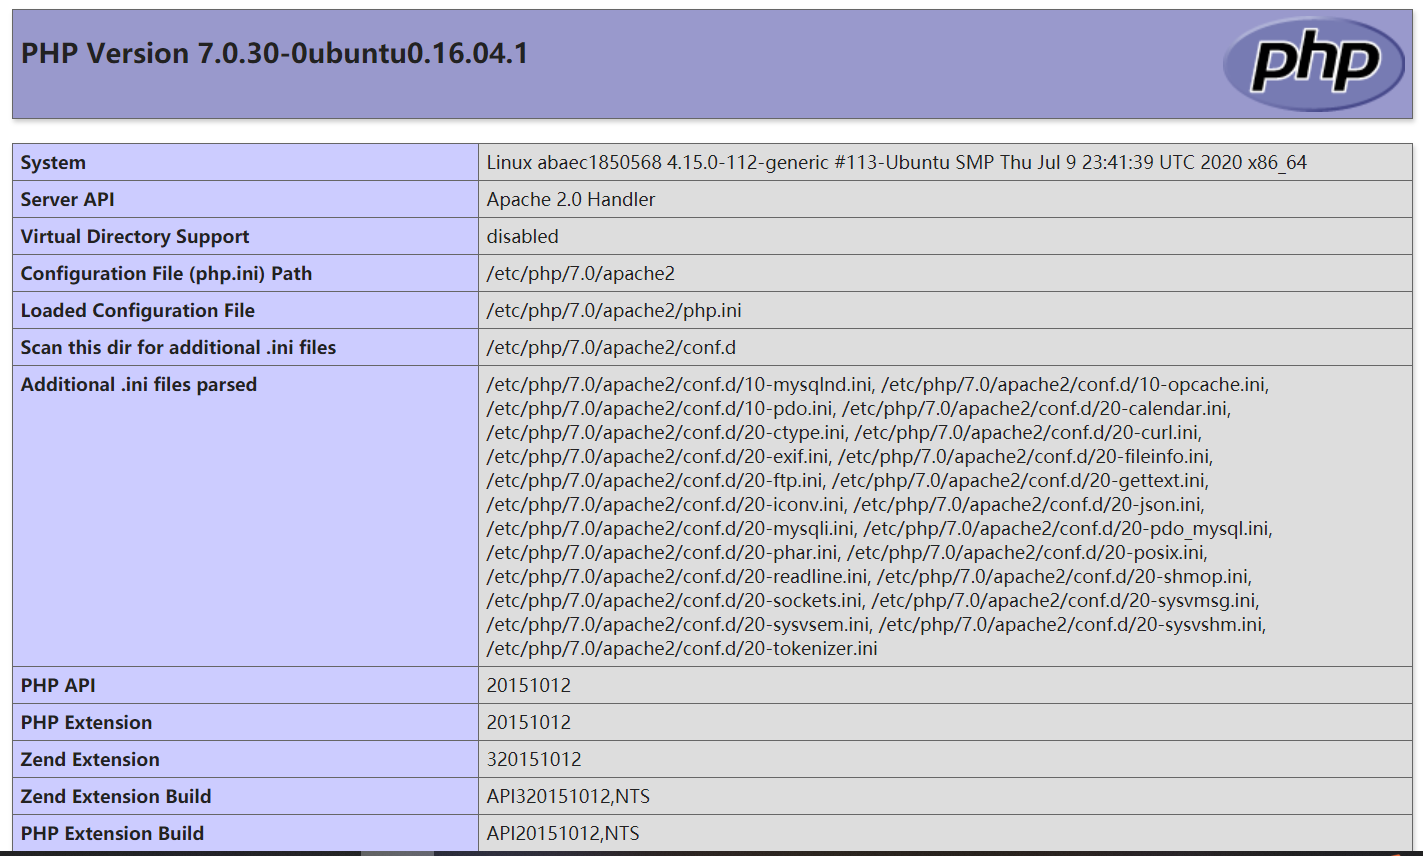 PHP Version 7.0.30-0ubuntu0.16.04.1
php
System
Linux abaec1850568 4.15.0-112-generic #113-Ubuntu SMP Thu Jul 9 23:41:39 UTC 2020 x86_64
Server API
Apache 2.0 Handler
Virtual Directory Support
disabled
Configuration File (php.ini) Path
/etc/php/7.0/apache2
Loaded Configuration File
/etc/php/7.0/apache2/php.ini
Scan this dir for additional .ini files
/etc/php/7.0/apache2/conf.d
Additional .ini files parsed
/etc/php/7.0/apache2/conf.d/10-mysqlnd.ini, /etc/php/7.0/apache2/conf.d/10-opcache.ini,
/etc/php/7.0/apache2/conf.d/10-pdo.ini, /etc/php/7.0/apache2/conf.d/20-calendar.ini,
/etc/php/7.0/apache2/conf.d/20-ctype.ini, /etc/php/7.0/apache2/conf.d/20-curl.ini,
/etc/php/7.0/apache2/conf.d/20-exif.ini, /etc/php/7.0/apache2/conf.d/20-fileinfo.ini,
/etc/php/7.0/apache2/conf.d/20-ftp.ini, /etc/php/7.0/apache2/conf.d/20-gettext.ini,
/etc/php/7.0/apache2/conf.d/20-iconv.ini, /etc/php/7.0/apache2/conf.d/20-json.ini,
/etc/php/7.0/apache2/conf.d/20-mysqli.ini, /etc/php/7.0/apache2/conf.d/20-pdo_mysql.ini,
/etc/php/7.0/apache2/conf.d/20-phar.ini, /etc/php/7.0/apache2/conf.d/20-posix.ini,
/etc/php/7.0/apache2/conf.d/20-readline.ini, /etc/php/7.0/apache2/conf.d/20-shmop.ini,
/etc/php/7.0/apache2/conf.d/20-sockets.ini, /etc/php/7.0/apache2/conf.d/20-sysvmsg.ini,
/etc/php/7.0/apache2/conf.d/20-sysvsem.ini, /etc/php/7.0/apache2/conf.d/20-sysvshm.ini,
/etc/php/7.0/apache2/conf.d/20-tokenizer.ini
PHP API
20151012
PHP Extension
20151012
Zend Extension
320151012
Zend Extension Build
API320151012,NTS
PHP Extension Build
API20151012,NTS